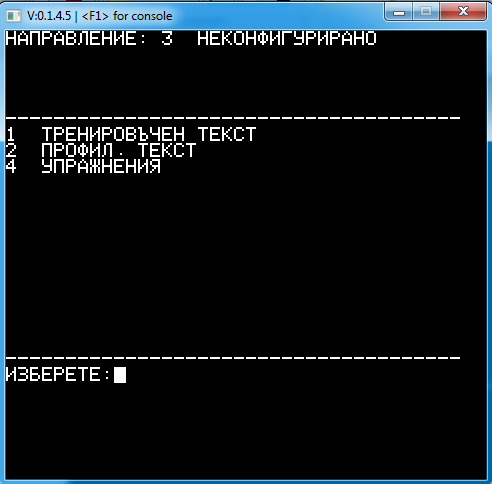 V:0.1.4.5 | <F1> for console
НАПРАВЛЕНИЕ: 3 НЕКОНФИГУРИРАНО
1 ТРЕНИРОВЪЧЕН ТЕКСТ
2 ПРОФИЛ. ТЕКСТ
4 УПРАЖНЕНИЯ
ИЗБЕРЕТЕ: